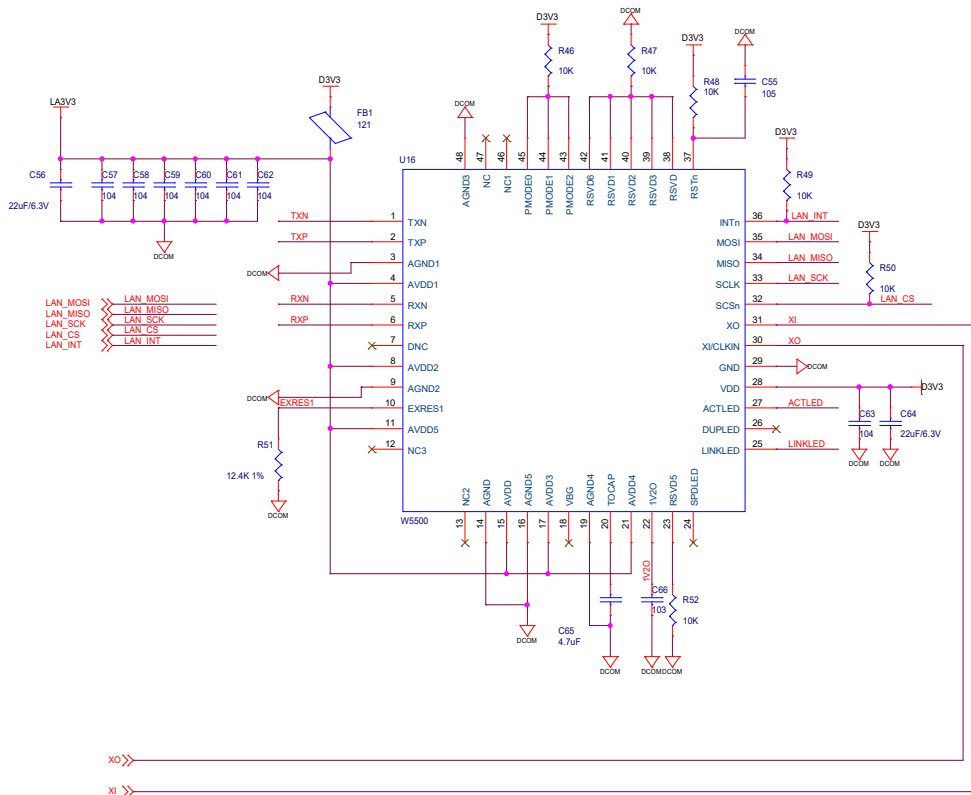 DCOM
D3V3
R46
10K
R47
10K
D3V3
R48
10K
DCOM
C55
105
LA3V3
D3V3
FB1
121
DCOM
D3V3
R49
10K
C56
22uF/6.3V
C57
104
C58
104
C59
104
C60
104
C61
104
C62
104
DCOM
U16
48
47
46
45
44
43
42
41
40
39
38
37
AGND3
NC
NC1
PMODE0
PMODE1
PMODE2
RSVD6
RSVD1
RSVD2
RSVD3
RSVD
RSTn
TXN 1 TXN
TXP 2 TXP
DCOM 3 AGND1
4 AVDD1
RXN 5 RXN
RXP 6 RXP
7 DNC
8 AVDD2
DCOM 9 AGND2
EXRES1 10 EXRES1
11 AVDD5
12 NC3
INTn 36 LAN_INT
MOSI 35 LAN_MOSI
MISO 34 LAN_MISO
SCLK 33 LAN_SCK
SCSn 32 LAN_CS
XO 31 XI
XI/CLKIN 30 XO
GND 29 DCOM
VDD 28 D3V3
ACTLED 27 ACTLED
DUPLED 26
LINKLED 25 LINKLED
D3V3
R50
10K
C63
104
C64
22uF/6.3V
DCOM
DCOM
LAN_MOSI LAN_MOSI
LAN_MISO LAN_MISO
LAN_SCK LAN_SCK
LAN_CS LAN_CS
LAN_INT LAN_INT
R51
12.4K 1%
DCOM
NC2
AGND
AVDD
AGND5
AVDD3
VBG
AGND4
TOCAP
AVDD4
1V2O
RSVD5
SPDLED
W5500
13
14
15
16
17
18
19
20
21
22
23
24
1V2O
C66
103
R52
10K
C65
4.7uF
DCOM
DCOM
DCOM
DCOM
XO
XI